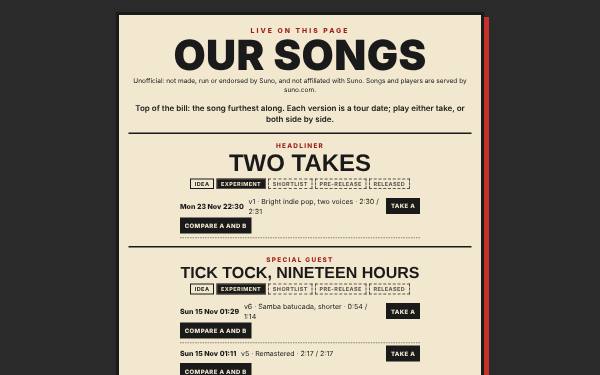 LIVE ON THIS PAGE
OUR SONGS
Unofficial: not made, run or endorsed by Suno, and not affiliated with Suno. Songs and players are served by
suno.com.
Top of the bill: the song furthest along. Each version is a tour date; play either take, or
both side by side.
HEADLINER
TWO TAKES
IDEA EXPERIMENT SHORTLIST PRE-RELEASE RELEASED
Mon 23 Nov 22:30 v1 · Bright indie pop, two voices · 2:30 /
2:31
TAKE A
COMPARE A AND B
SPECIAL GUEST
TICK TOCK, NINETEEN HOURS
IDEA EXPERIMENT SHORTLIST PRE-RELEASE RELEASED
Sun 15 Nov 01:29 v6 · Samba batucada, shorter · 0:54 /
1:14
TAKE A
COMPARE A AND B
Sun 15 Nov 01:11 v5 · Remastered · 2:17 / 2:17 TAKE A
COMPARE A AND B